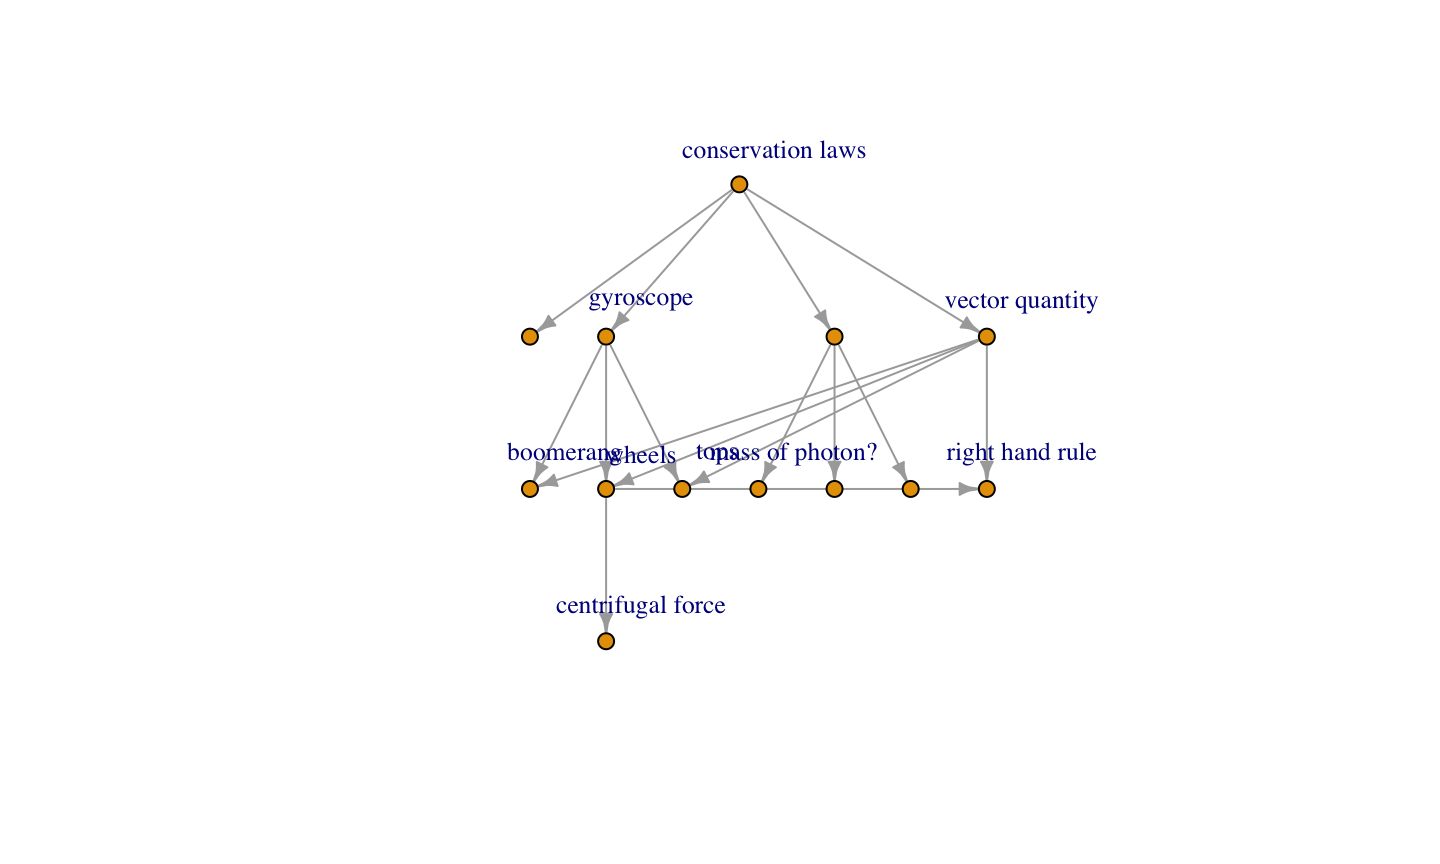 conservation laws
gyroscope
vector quantity
boomerang
wheels
tops
mass of photon?
right hand rule
centrifugal force